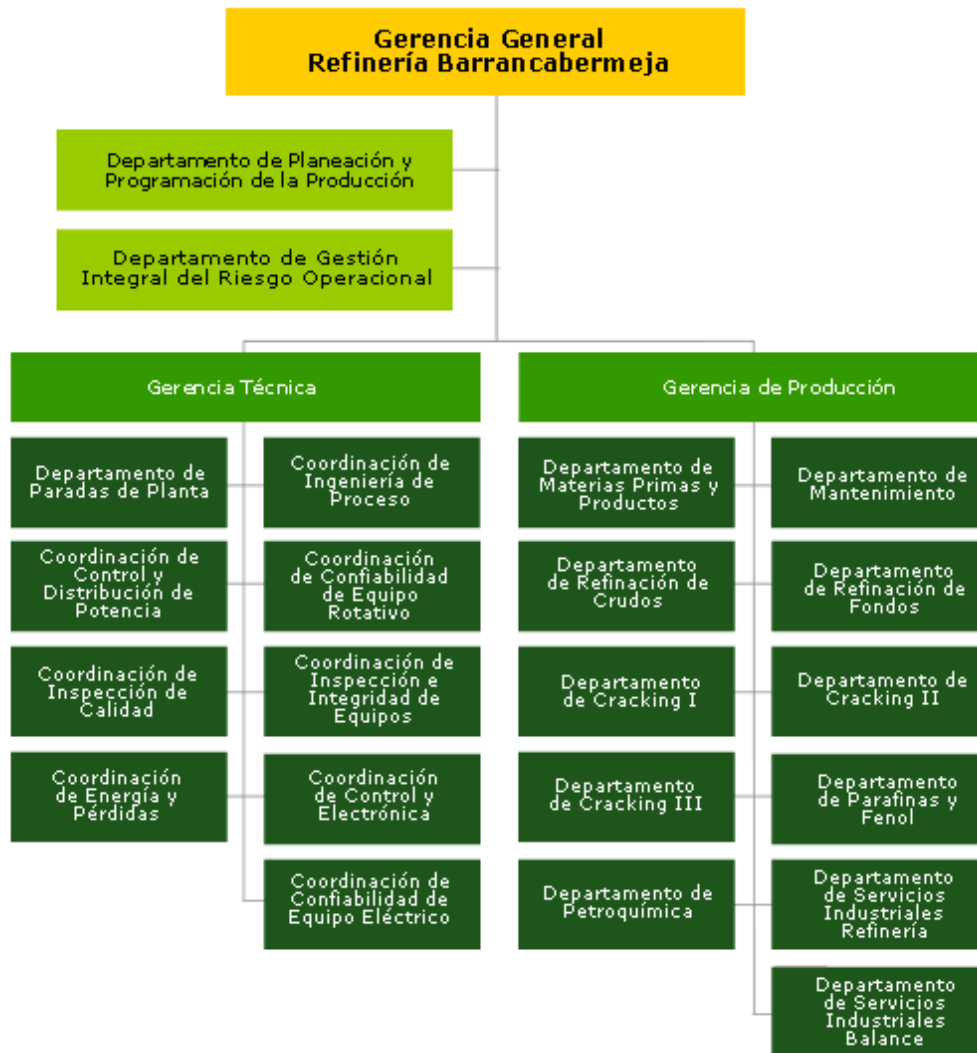 Gerencia General
Refinería Barrancabermeja
Departamento de Planeación y
Programación de la Producción
Departamento de Gestión
Integral del Riesgo Operacional
Gerencia Técnica
Gerencia de Producción
Departamento de
Paradas de Planta
Coordinación de
Ingeniería de
Proceso
Coordinación de
Control y
Distribución de
Potencia
Coordinación
de Confiabilidad
de Equipo
Rotativo
Coordinación de
Inspección de
Calidad
Coordinación de
Inspección e
Integridad de
Equipos
Coordinación
de Energía y
Pérdidas
Coordinación
de Control y
Electrónica
Coordinación de
Confiabilidad de
Equipo Eléctrico
Departamento de
Materias Primas y
Productos
Departamento de
Mantenimiento
Departamento
de Refinación de
Crudos
Departamento
de Refinación de
Fondos
Departamento
de Cracking I
Departamento de
Cracking II
Departamento
de Cracking III
Departamento
de Parafinas y
Fenol
Departamento de
Petroquímica
Departamento
de Servicios
Industriales
Refinería
Departamento
de Servicios
Industriales
Balance